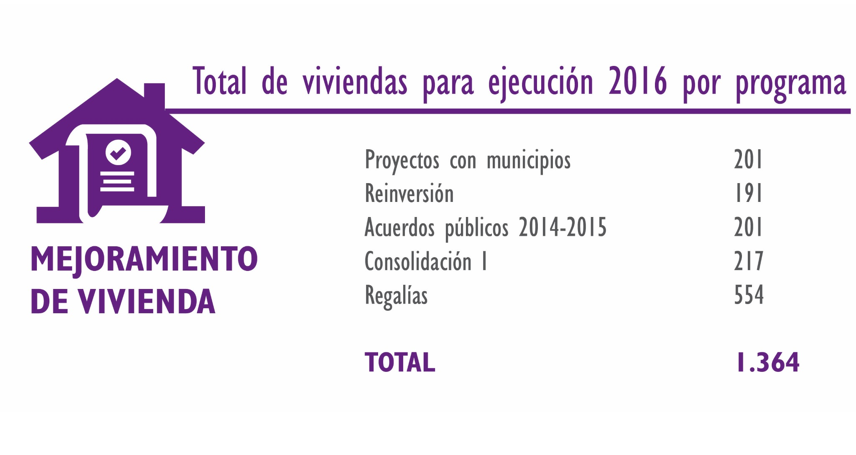 Total de viviendas para ejecución 2016 por programa
MEJORAMIENTO
DE VIVIENDA
Proyectos con municipios 201
Reinversión 191
Acuerdos públicos 2014-2015 201
Consolidación I 217
Regalías 554
TOTAL 1.364